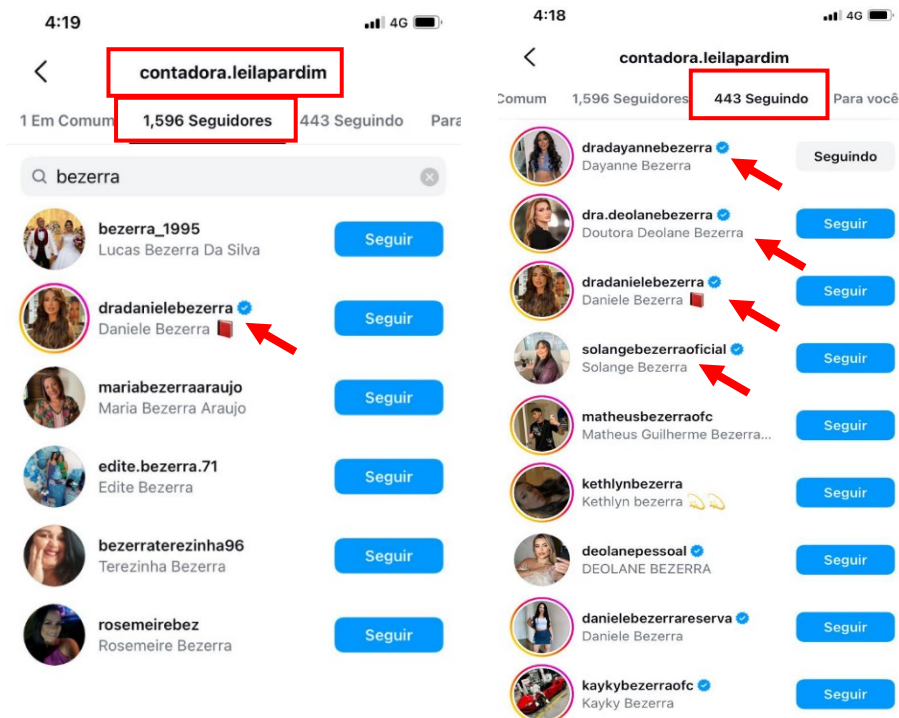 4:19
4G
contadora.leilapardim
1 Em Comum
1,596 Seguidores
443 Seguindo
Para
bezerra
bezerra_1995
Lucas Bezerra Da Silva
Seguir
dradanielebezerra
Daniele Bezerra 📕
Seguir
mariabezerraaraujo
Maria Bezerra Araujo
Seguir
edite.bezerra.71
Edite Bezerra
Seguir
bezerraterezinha96
Terezinha Bezerra
Seguir
rosemeirebez
Rosemeire Bezerra
Seguir
4:18
4G
contadora.leilapardim
Comum
1,596 Seguidores
443 Seguindo
Para você
dradayannebezerra
Dayanne Bezerra
Seguindo
dra.deolanebezerra
Doutora Deolane Bezerra
Seguir
dradanielebezerra
Daniele Bezerra 📕
Seguir
solangebezerraoficial
Solange Bezerra
Seguir
matheusbezerraofc
Matheus Guilherme Bezerra...
Seguir
kethlynbezerra
Kethlyn bezerra 💫💫
Seguir
deolanepessoal
DEOLANE BEZERRA
Seguir
danielebezerrareserva
Daniele Bezerra
Seguir
kaykybezerraofc
Kayky Bezerra
Seguir